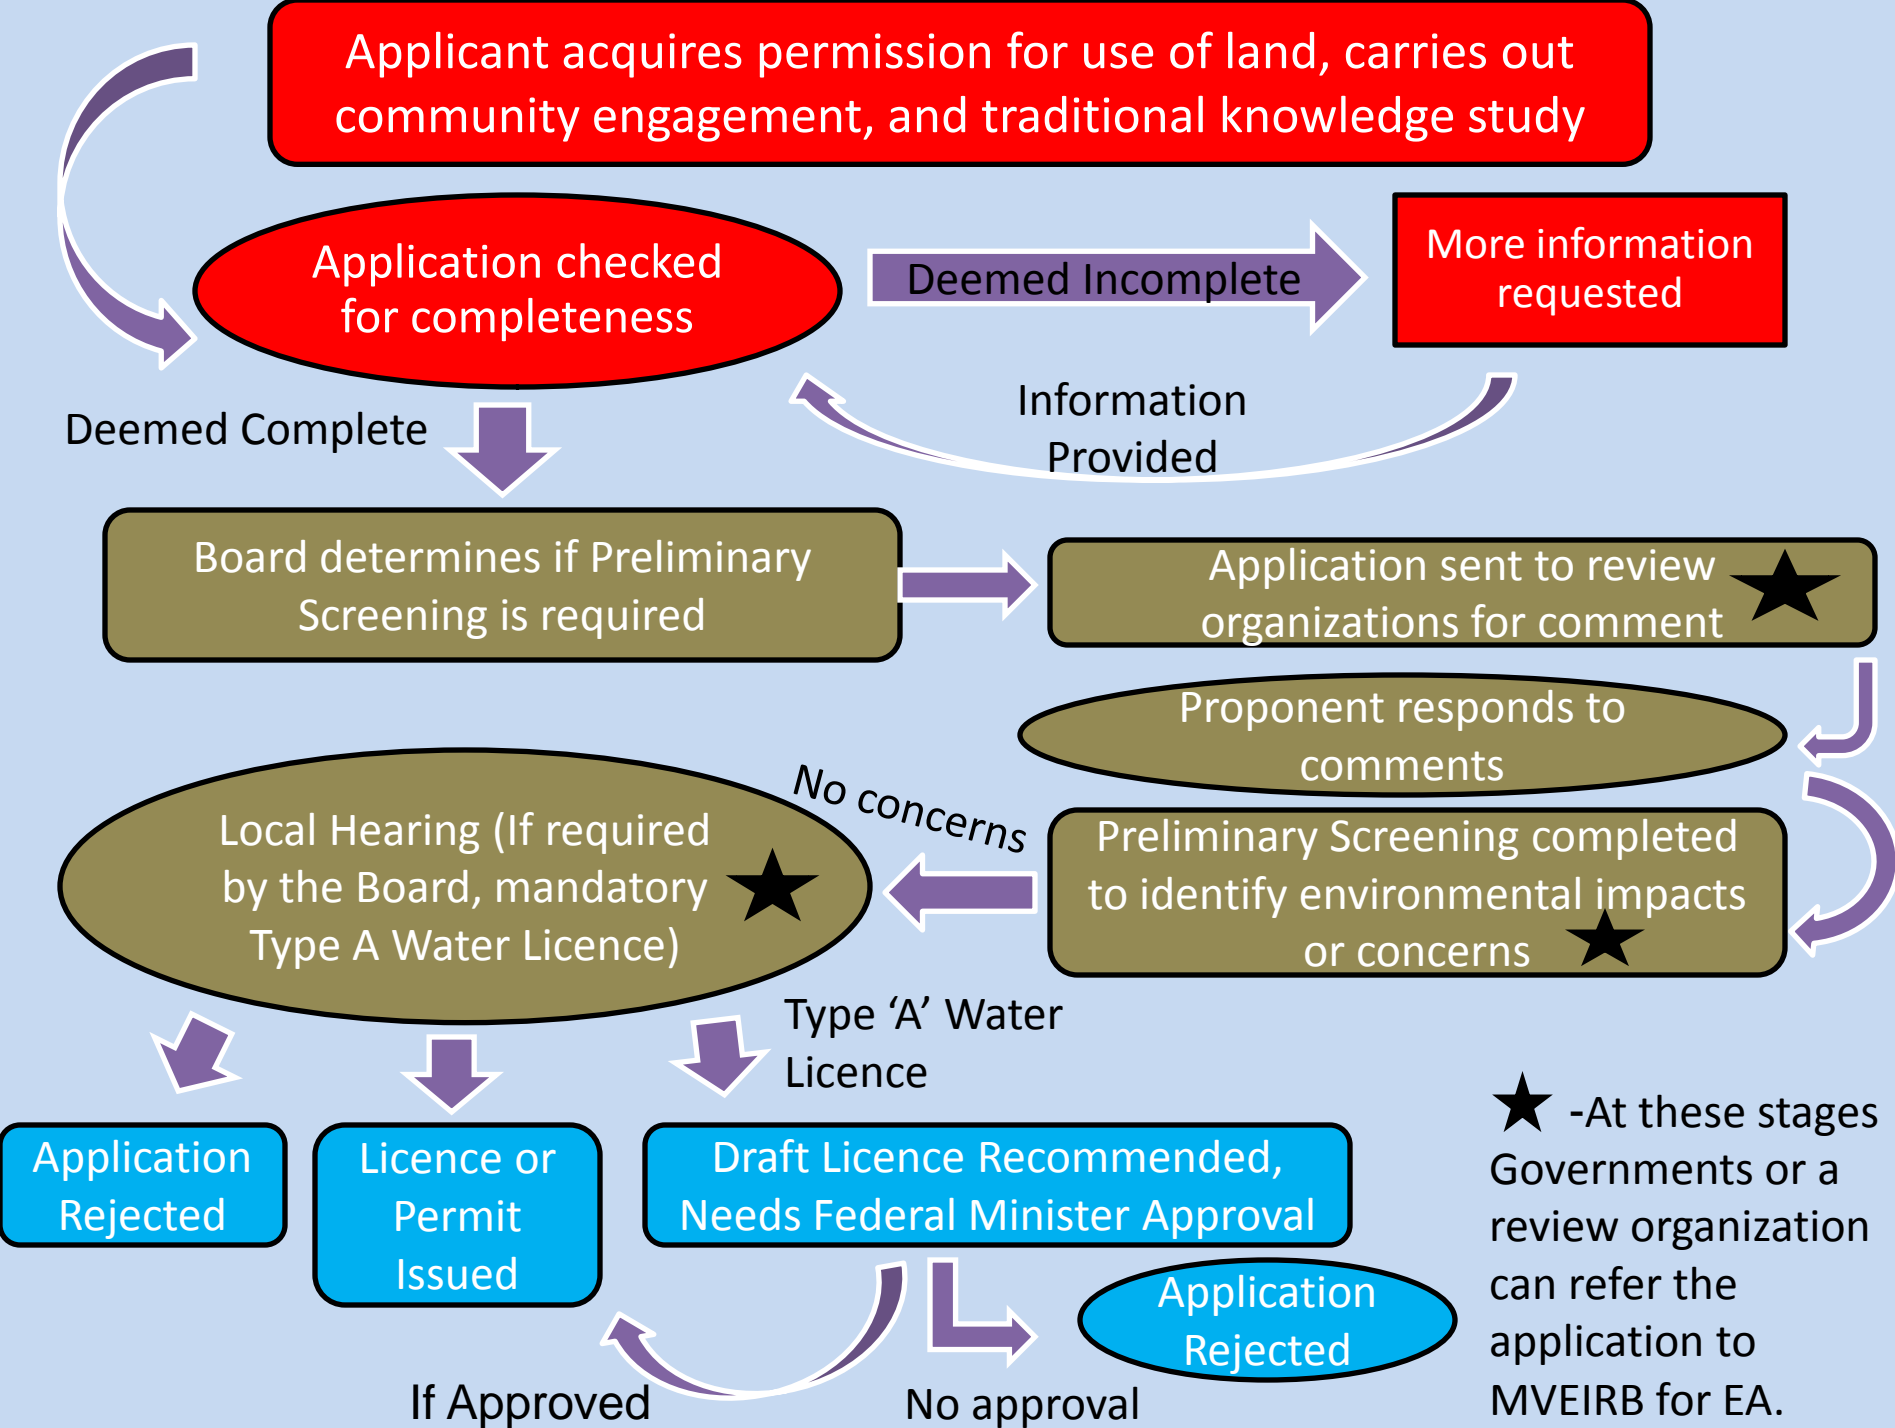 Applicant acquires permission for use of land, carries out
community engagement, and traditional knowledge study
Application checked
for completeness
Deemed Incomplete
More information
requested
Information
Provided
Deemed Complete
Board determines if Preliminary
Screening is required
Application sent to review
organizations for comment
Proponent responds to
comments
Preliminary Screening completed
to identify environmental impacts
or concerns
No concerns
Local Hearing (If required
by the Board, mandatory
Type A Water Licence)
Type ‘A’ Water
Licence
Application
Rejected
Licence or
Permit
Issued
Draft Licence Recommended,
Needs Federal Minister Approval
If Approved
No approval
Application
Rejected
-At these stages
Governments or a
review organization
can refer the
application to
MVEIRB for EA.